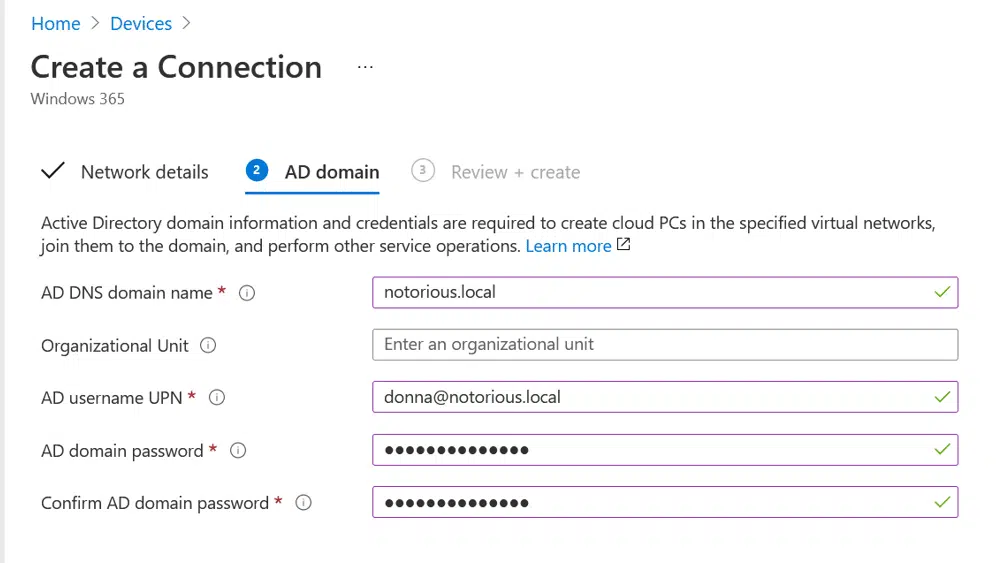 Home > Devices >
Create a Connection ...
Windows 365
Network details 2 AD domain 3 Review + create
Active Directory domain information and credentials are required to create cloud PCs in the specified virtual networks,
join them to the domain, and perform other service operations. Learn more
AD DNS domain name * notorious.local
Organizational Unit Enter an organizational unit
AD username UPN * donna@notorious.local
AD domain password * ●●●●●●●●●●●●●●
Confirm AD domain password * ●●●●●●●●●●●●●●